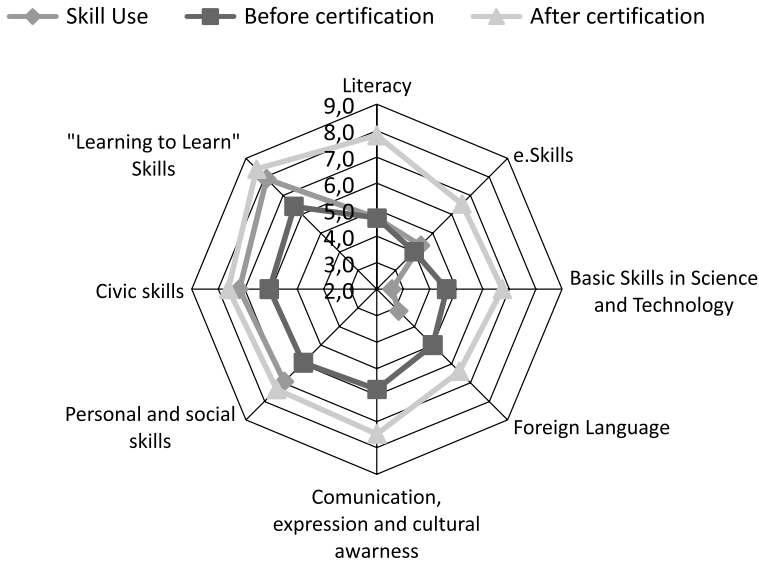 Skill Use
Before certification
After certification
Literacy
9,0
8,0
7,0
6,0
5,0
4,0
3,0
2,0
"Learning to Learn"
Skills
e.Skills
Civic skills
Basic Skills in Science
and Technology
Personal and social
skills
Foreign Language
Comunication,
expression and cultural
awarness